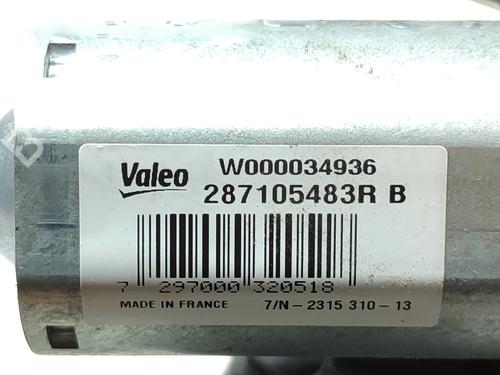 Valeo
W000034936
287105483R B
7 297000 320518
MADE IN FRANCE 7/N - 2315 310 - 13